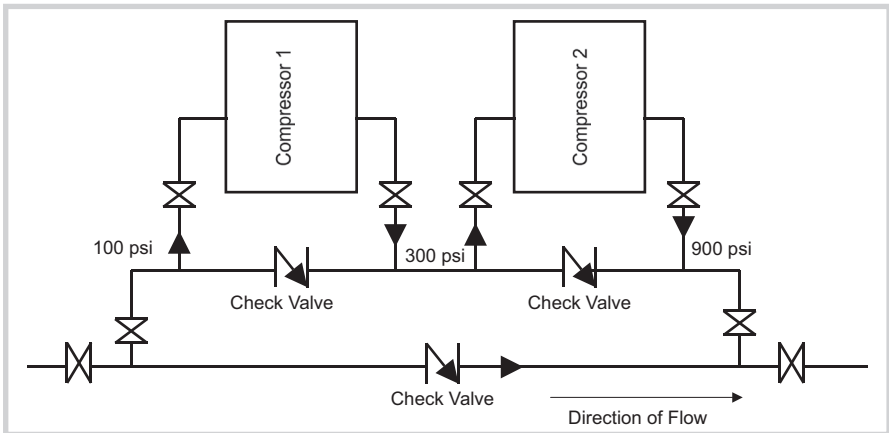 Compressor 1
Compressor 2
100 psi
300 psi
900 psi
Check Valve
Check Valve
Check Valve
Direction of Flow